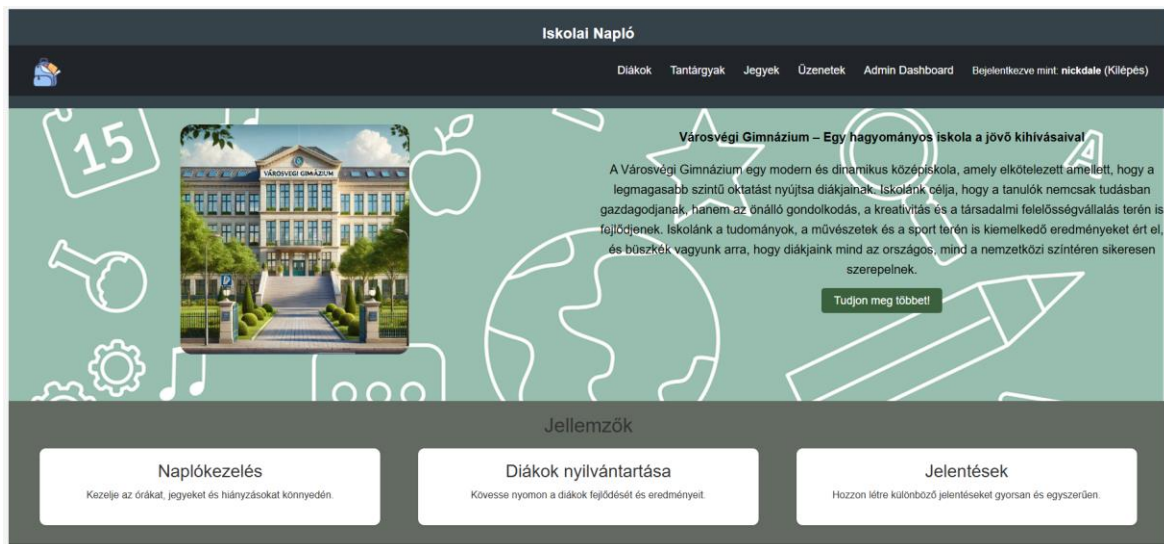 Iskolai Napló
Diákok Tantárgyak Jegyek Üzenetek Admin Dashboard Bejelentkezve mint: nickdale (Kilépés)
15
VÁROSVÉGI GIMNÁZIUM
A
Városvégi Gimnázium – Egy hagyományos iskola a jövő kihívásaival
A Városvégi Gimnázium egy modern és dinamikus középiskola, amely elkötelezett amellett, hogy a
legmagasabb szintű oktatást nyújtsa diákjainak. Iskolánk célja, hogy a tanulók nemcsak tudásban
gazdagodjanak, hanem az önálló gondolkodás, a kreativitás és a társadalmi felelősségvállalás terén is
fejlődjenek. Iskolánk a tudományok, a művészetek és a sport terén is kiemelkedő eredményeket ért el,
és büszkék vagyunk arra, hogy diákjaink mind az országos, mind a nemzetközi színtéren sikeresen
szerepelnek.
Tudjon meg többet!
Jellemzők
Naplókezelés
Kezelje az órákat, jegyeket és hiányzásokat könnyedén.
Diákok nyilvántartása
Kövesse nyomon a diákok fejlődését és eredményeit.
Jelentések
Hozzon létre különböző jelentéseket gyorsan és egyszerűen.